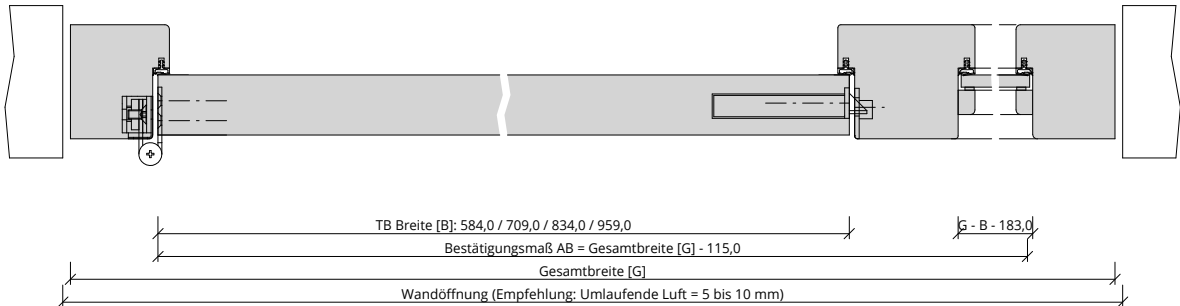 TB Breite [B]: 584,0 / 709,0 / 834,0 / 959,0
G - B - 183,0
Bestätigungsmaß AB = Gesamtbreite [G] - 115,0
Gesamtbreite [G]
Wandöffnung (Empfehlung: Umlaufende Luft = 5 bis 10 mm)